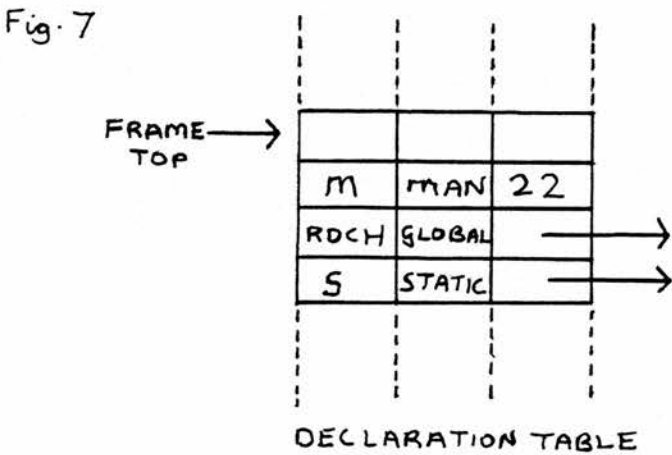 Fig. 7
FRAME
TOP
M MAN 22
RDCH GLOBAL
S STATIC
DECLARATION TABLE